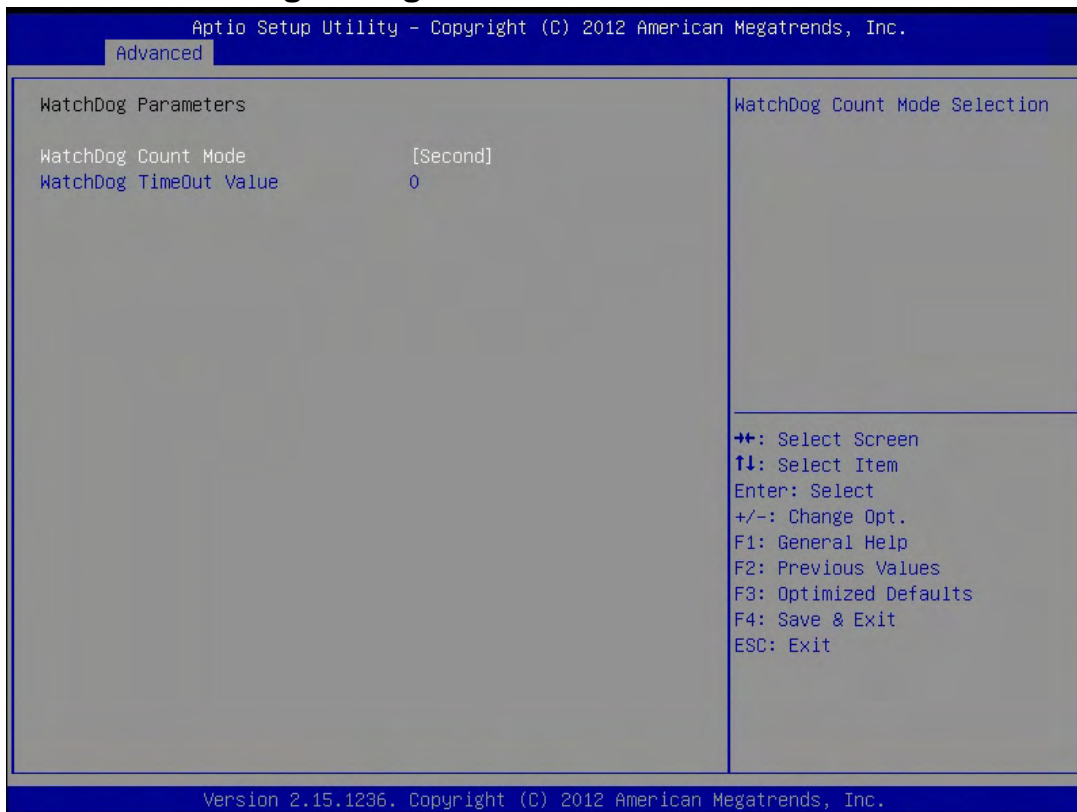 Aptio Setup Utility – Copyright (C) 2012 American Megatrends, Inc.
Advanced
WatchDog Parameters
WatchDog Count Mode [Second]
WatchDog TimeOut Value 0
WatchDog Count Mode Selection
→←: Select Screen
↑↓: Select Item
Enter: Select
+/-: Change Opt.
F1: General Help
F2: Previous Values
F3: Optimized Defaults
F4: Save & Exit
ESC: Exit
Version 2.15.1236. Copyright (C) 2012 American Megatrends, Inc.